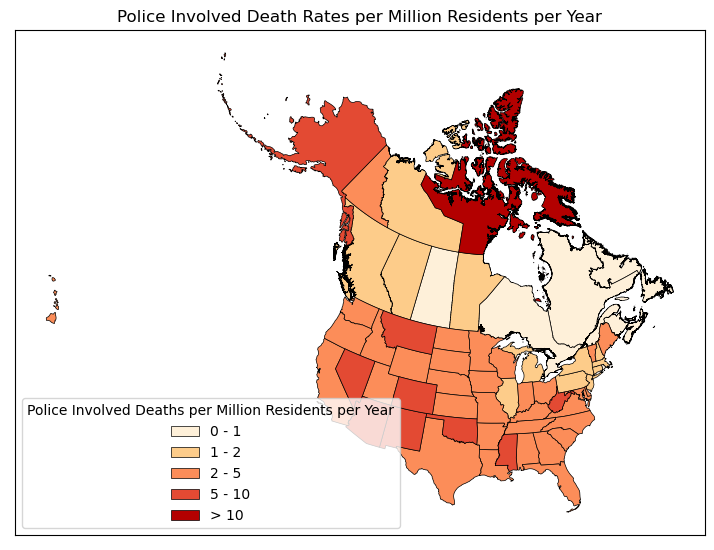 Police Involved Death Rates per Million Residents per Year
Police Involved Deaths per Million Residents per Year
0 - 1
1 - 2
2 - 5
5 - 10
> 10